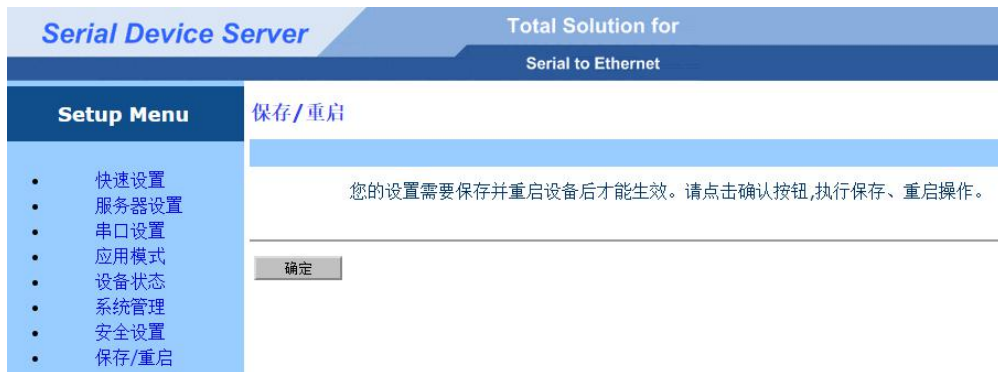 Serial Device Server
Total Solution for
Serial to Ethernet
Setup Menu
快速设置
服务器设置
串口设置
应用模式
设备状态
系统管理
安全设置
保存/重启
保存/重启
您的设置需要保存并重启设备后才能生效。请点击确认按钮,执行保存、重启操作。
确定